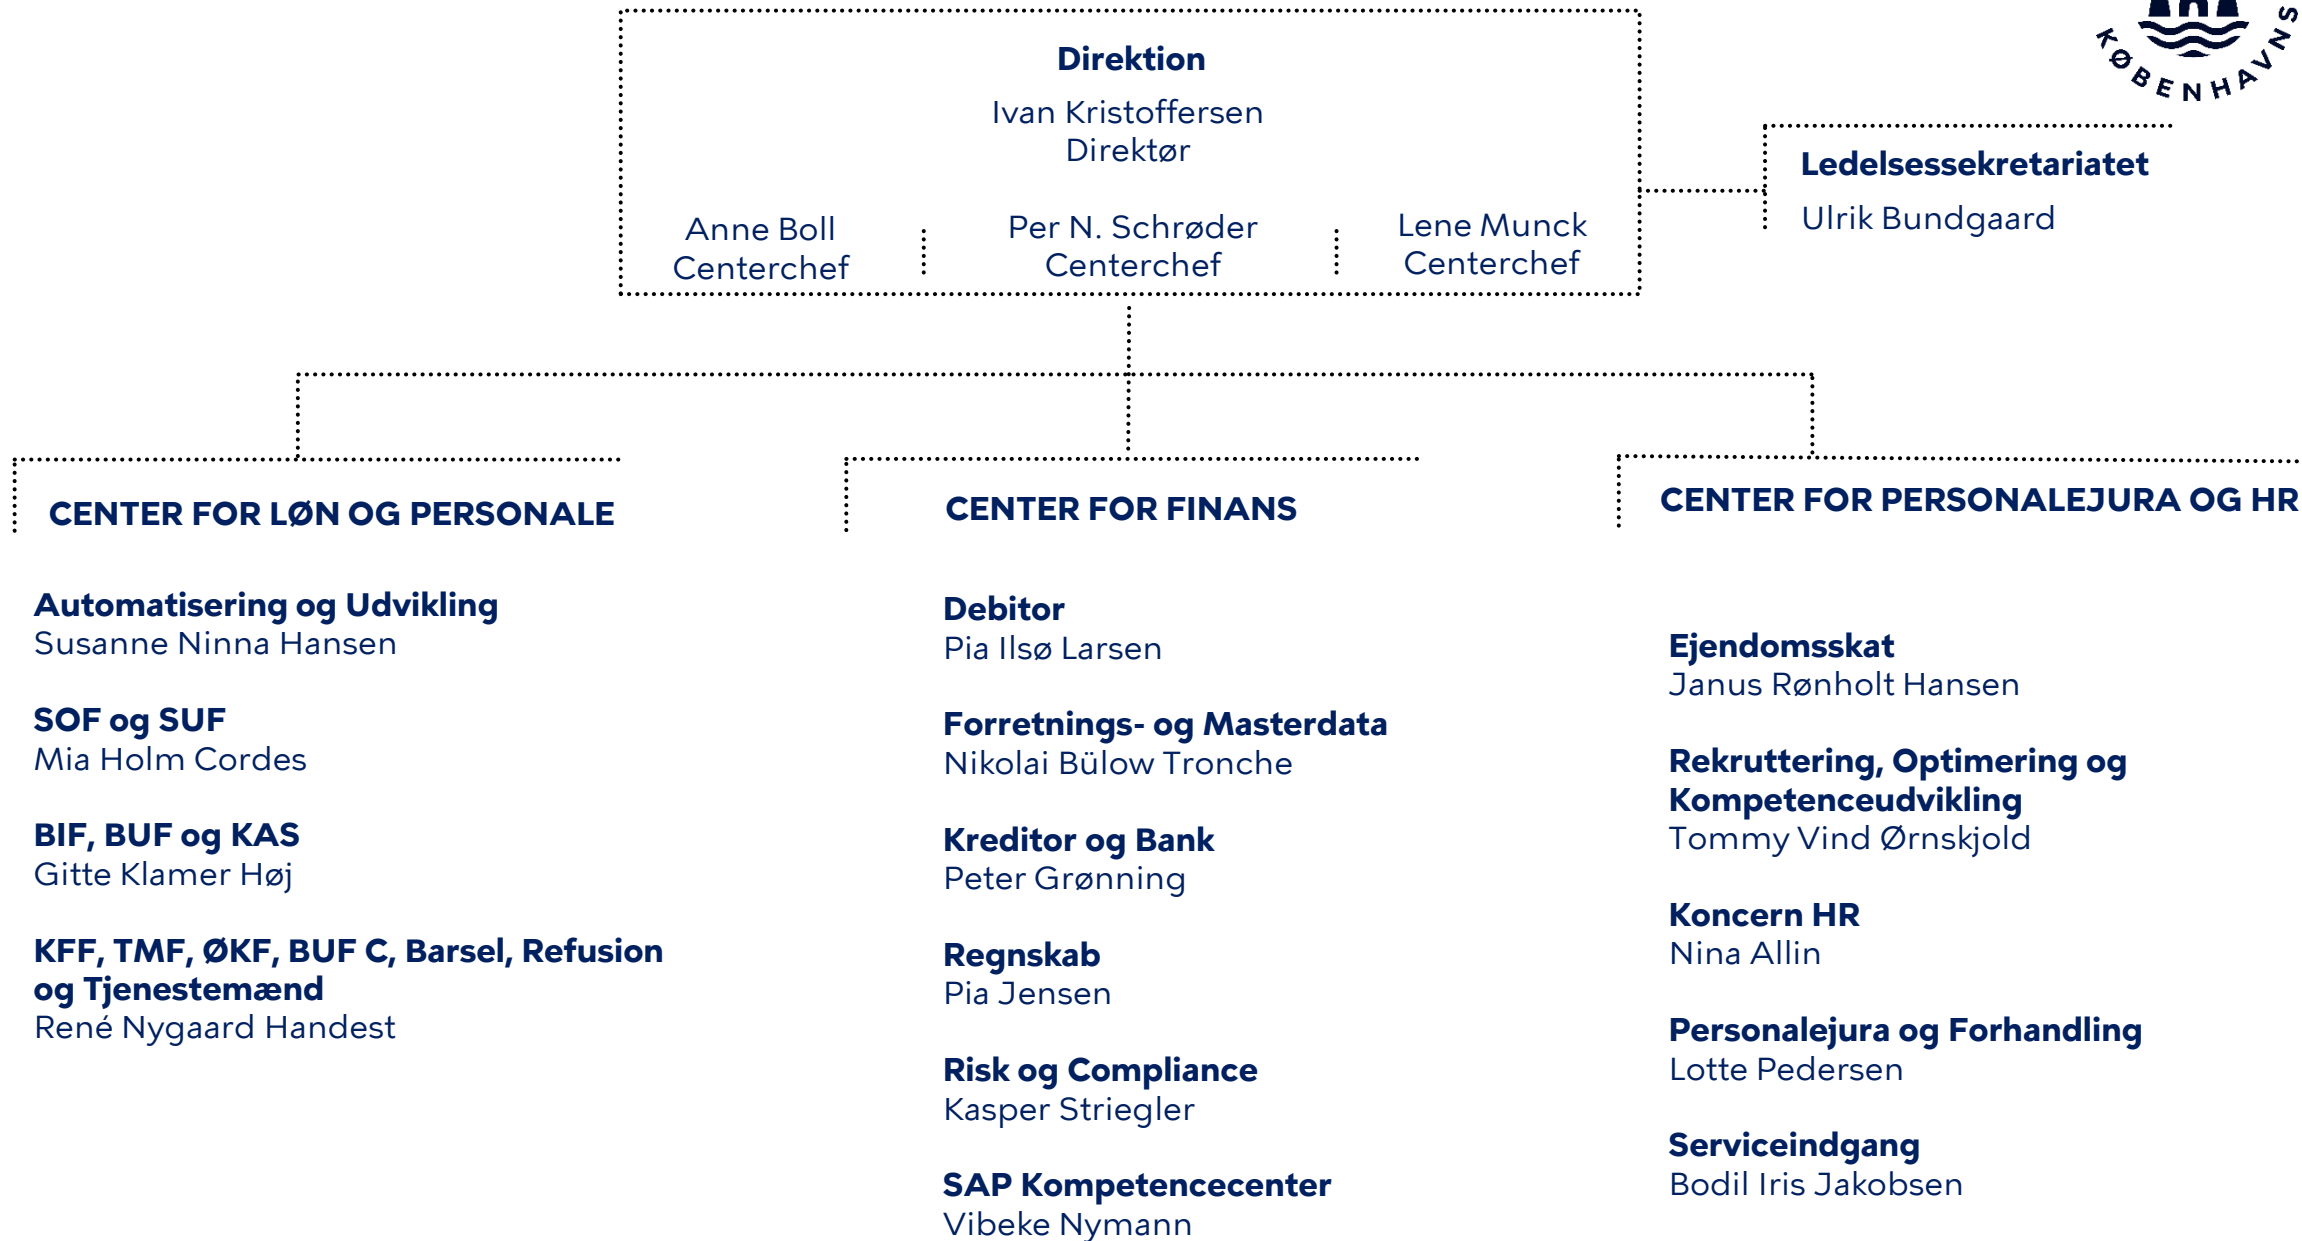 KØBENHAVNS
Direktion
Ivan Kristoffersen
Direktør
Anne Boll
Centerchef
Per N. Schrøder
Centerchef
Lene Munck
Centerchef
Ledelsessekretariatet
Ulrik Bundgaard
CENTER FOR LØN OG PERSONALE
Automatisering og Udvikling
Susanne Ninna Hansen
SOF og SUF
Mia Holm Cordes
BIF, BUF og KAS
Gitte Klamer Høj
KFF, TMF, ØKF, BUF C, Barsel, Refusion
og Tjenestemænd
René Nygaard Handest
CENTER FOR FINANS
Debitor
Pia Ilsø Larsen
Forretnings- og Masterdata
Nikolai Bülow Tronche
Kreditor og Bank
Peter Grønning
Regnskab
Pia Jensen
Risk og Compliance
Kasper Striegler
SAP Kompetencecenter
Vibeke Nymann
CENTER FOR PERSONALEJURA OG HR
Ejendomsskat
Janus Rønholt Hansen
Rekruttering, Optimering og
Kompetenceudvikling
Tommy Vind Ørnskjold
Koncern HR
Nina Allin
Personalejura og Forhandling
Lotte Pedersen
Serviceindgang
Bodil Iris Jakobsen